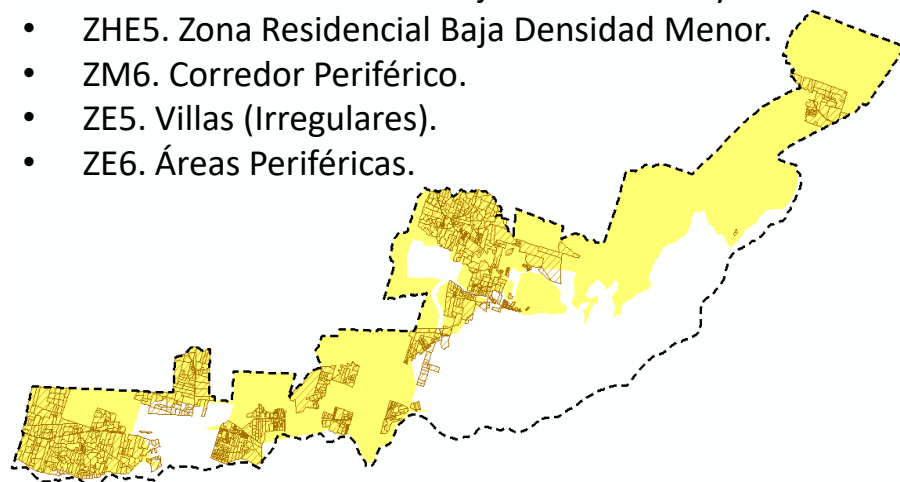 • ZHE5. Zona Residencial Baja Densidad Menor.
• ZM6. Corredor Periférico.
• ZE5. Villas (Irregulares).
• ZE6. Áreas Periféricas.